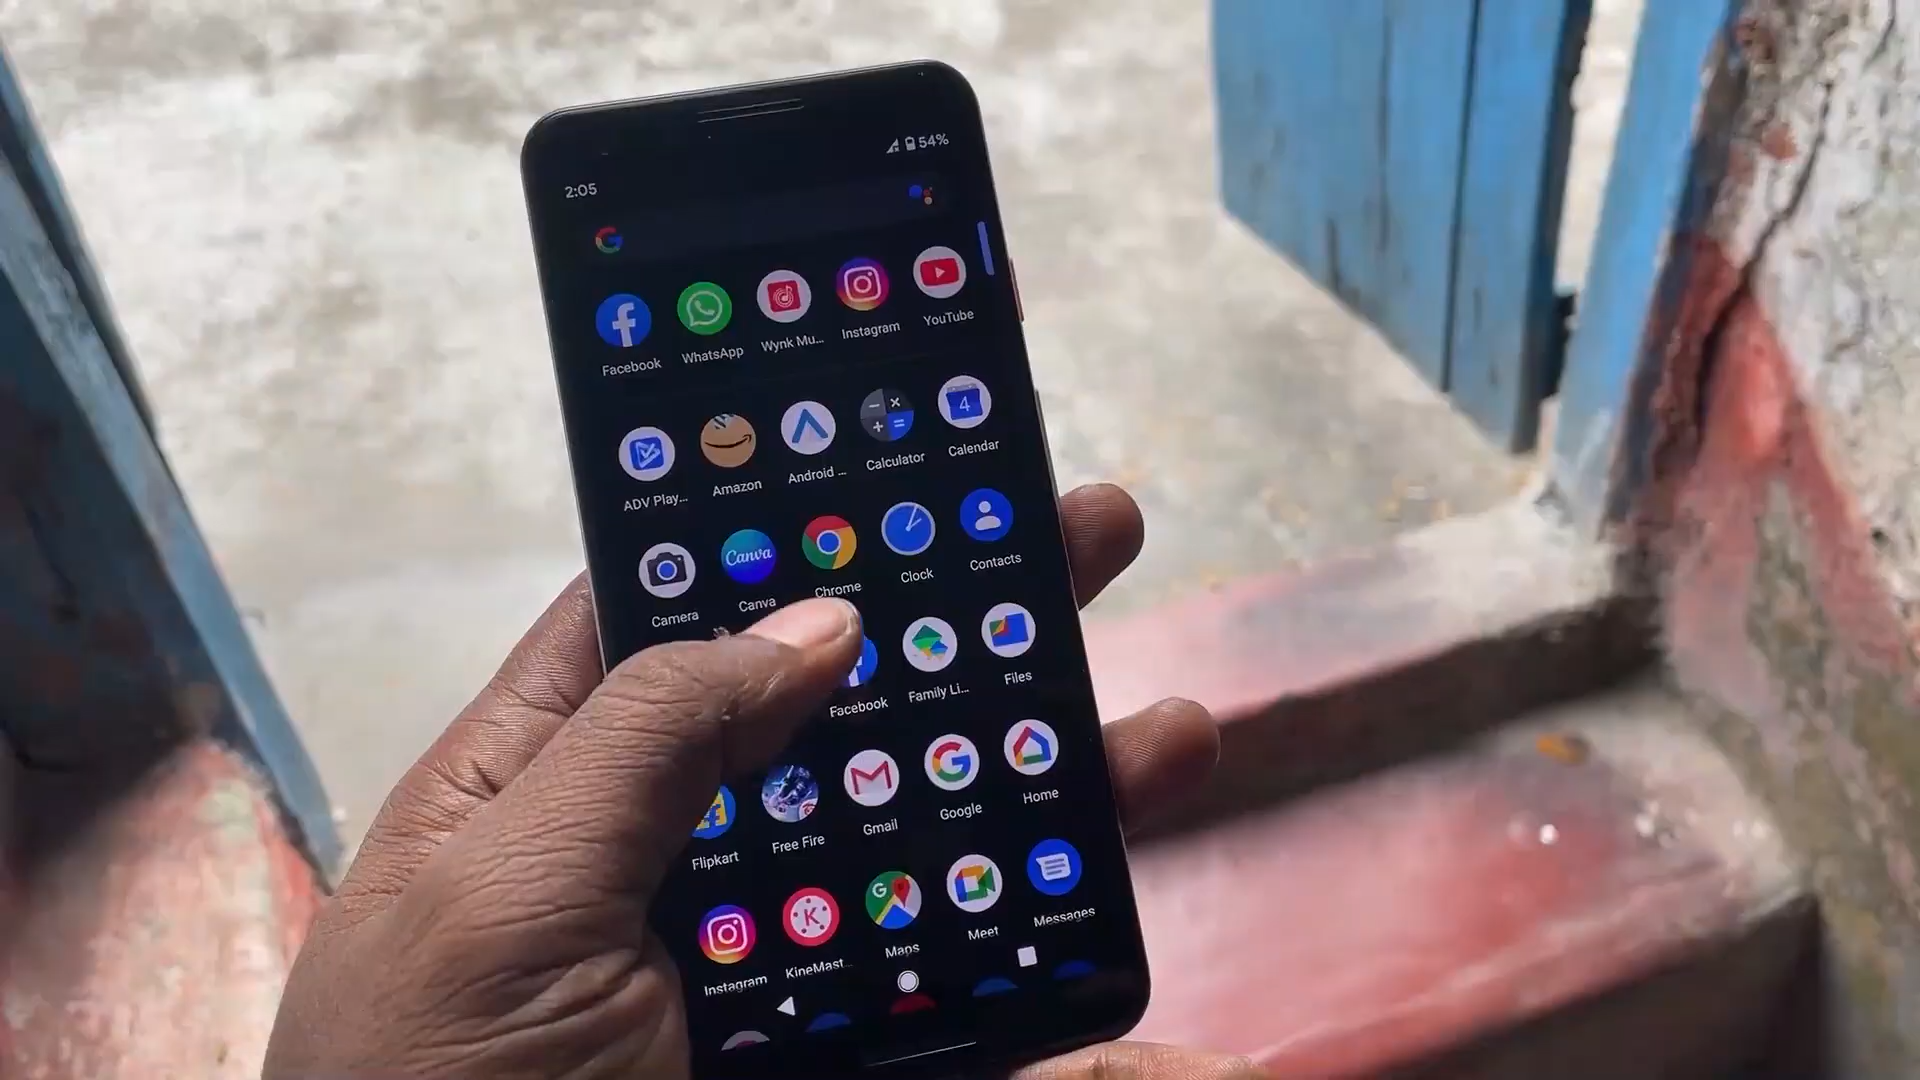 54%
2:05
G
Facebook WhatsApp Wynk Mu... Instagram YouTube
4
ADV Play... Amazon Android ... Calculator Calendar
Canva
Camera Canva Chrome Clock Contacts
Facebook Family Li... Files
Flipkart Free Fire Gmail Google Home
K
Instagram KineMast... Maps Meet Messages